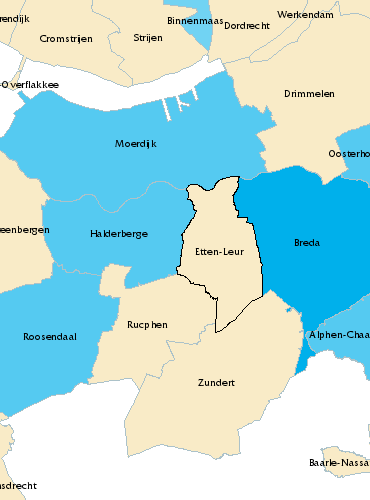 Werkendam
Binnenmaas
rendijk
Dordrecht
Cromstrijen
Strijen
-Overflakkee
Drimmelen
Moerdijk
Oosterho
eenbergen
Halderberge
Breda
Etten-Leur
Rucphen
Roosendaal
Alphen-Chaa
Zundert
Baarle-Nassa
nsdrecht